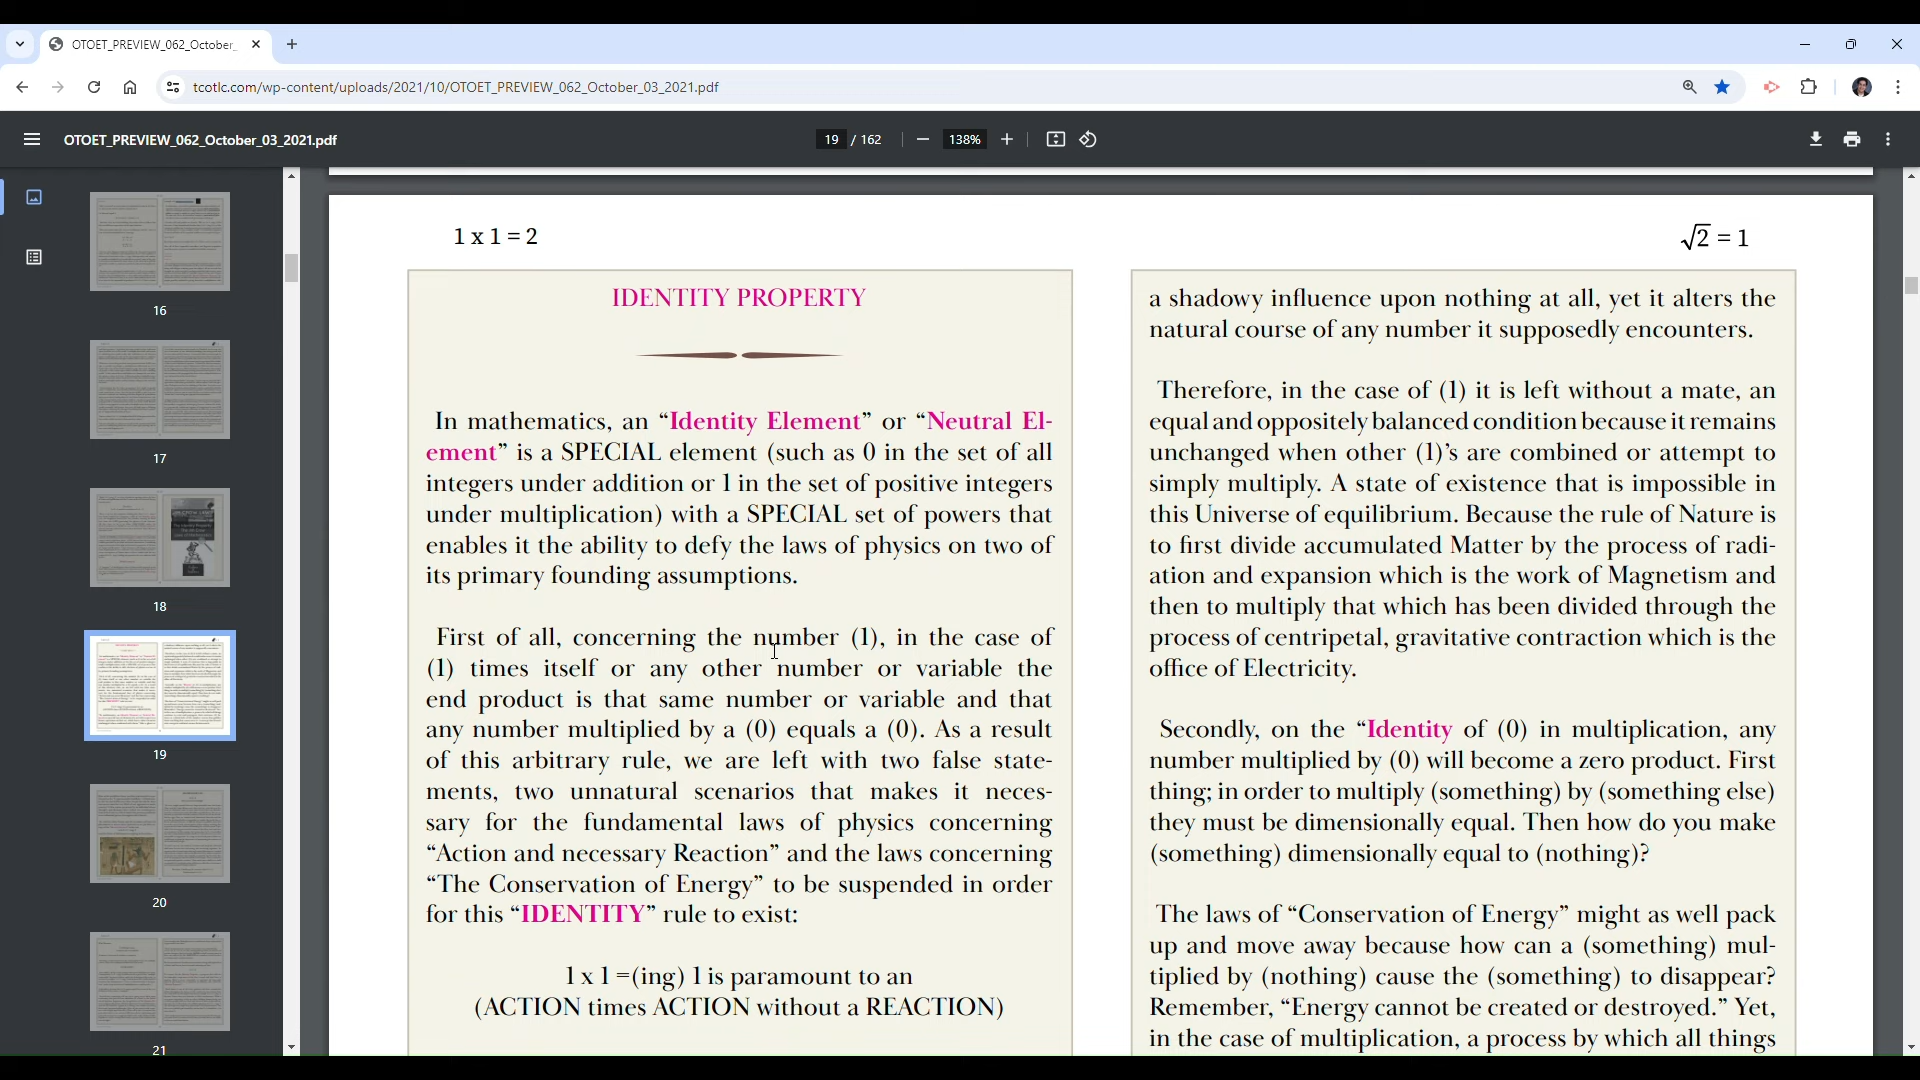 OTOET_PREVIEW_062_October_
tcotlc.com/wp-content/uploads/2021/10/OTOET_PREVIEW_062_October_03_2021.pdf
OTOET_PREVIEW_062_October_03_2021.pdf
19 / 162
138%
16
17
18
19
20
21
1 x 1 = 2
√2 = 1
IDENTITY PROPERTY
In mathematics, an “Identity Element” or “Neutral El-
ement” is a SPECIAL element (such as 0 in the set of all
integers under addition or 1 in the set of positive integers
under multiplication) with a SPECIAL set of powers that
enables it the ability to defy the laws of physics on two of
its primary founding assumptions.
First of all, concerning the number (1), in the case of
(1) times itself or any other number or variable the
end product is that same number or variable and that
any number multiplied by a (0) equals a (0). As a result
of this arbitrary rule, we are left with two false state-
ments, two unnatural scenarios that makes it neces-
sary for the fundamental laws of physics concerning
“Action and necessary Reaction” and the laws concerning
“The Conservation of Energy” to be suspended in order
for this “IDENTITY” rule to exist:
1 x 1 =(ing) 1 is paramount to an
(ACTION times ACTION without a REACTION)
a shadowy influence upon nothing at all, yet it alters the
natural course of any number it supposedly encounters.
Therefore, in the case of (1) it is left without a mate, an
equal and oppositely balanced condition because it remains
unchanged when other (1)’s are combined or attempt to
simply multiply. A state of existence that is impossible in
this Universe of equilibrium. Because the rule of Nature is
to first divide accumulated Matter by the process of radi-
ation and expansion which is the work of Magnetism and
then to multiply that which has been divided through the
process of centripetal, gravitative contraction which is the
office of Electricity.
Secondly, on the “Identity of (0) in multiplication, any
number multiplied by (0) will become a zero product. First
thing; in order to multiply (something) by (something else)
they must be dimensionally equal. Then how do you make
(something) dimensionally equal to (nothing)?
The laws of “Conservation of Energy” might as well pack
up and move away because how can a (something) mul-
tiplied by (nothing) cause the (something) to disappear?
Remember, “Energy cannot be created or destroyed.” Yet,
in the case of multiplication, a process by which all things